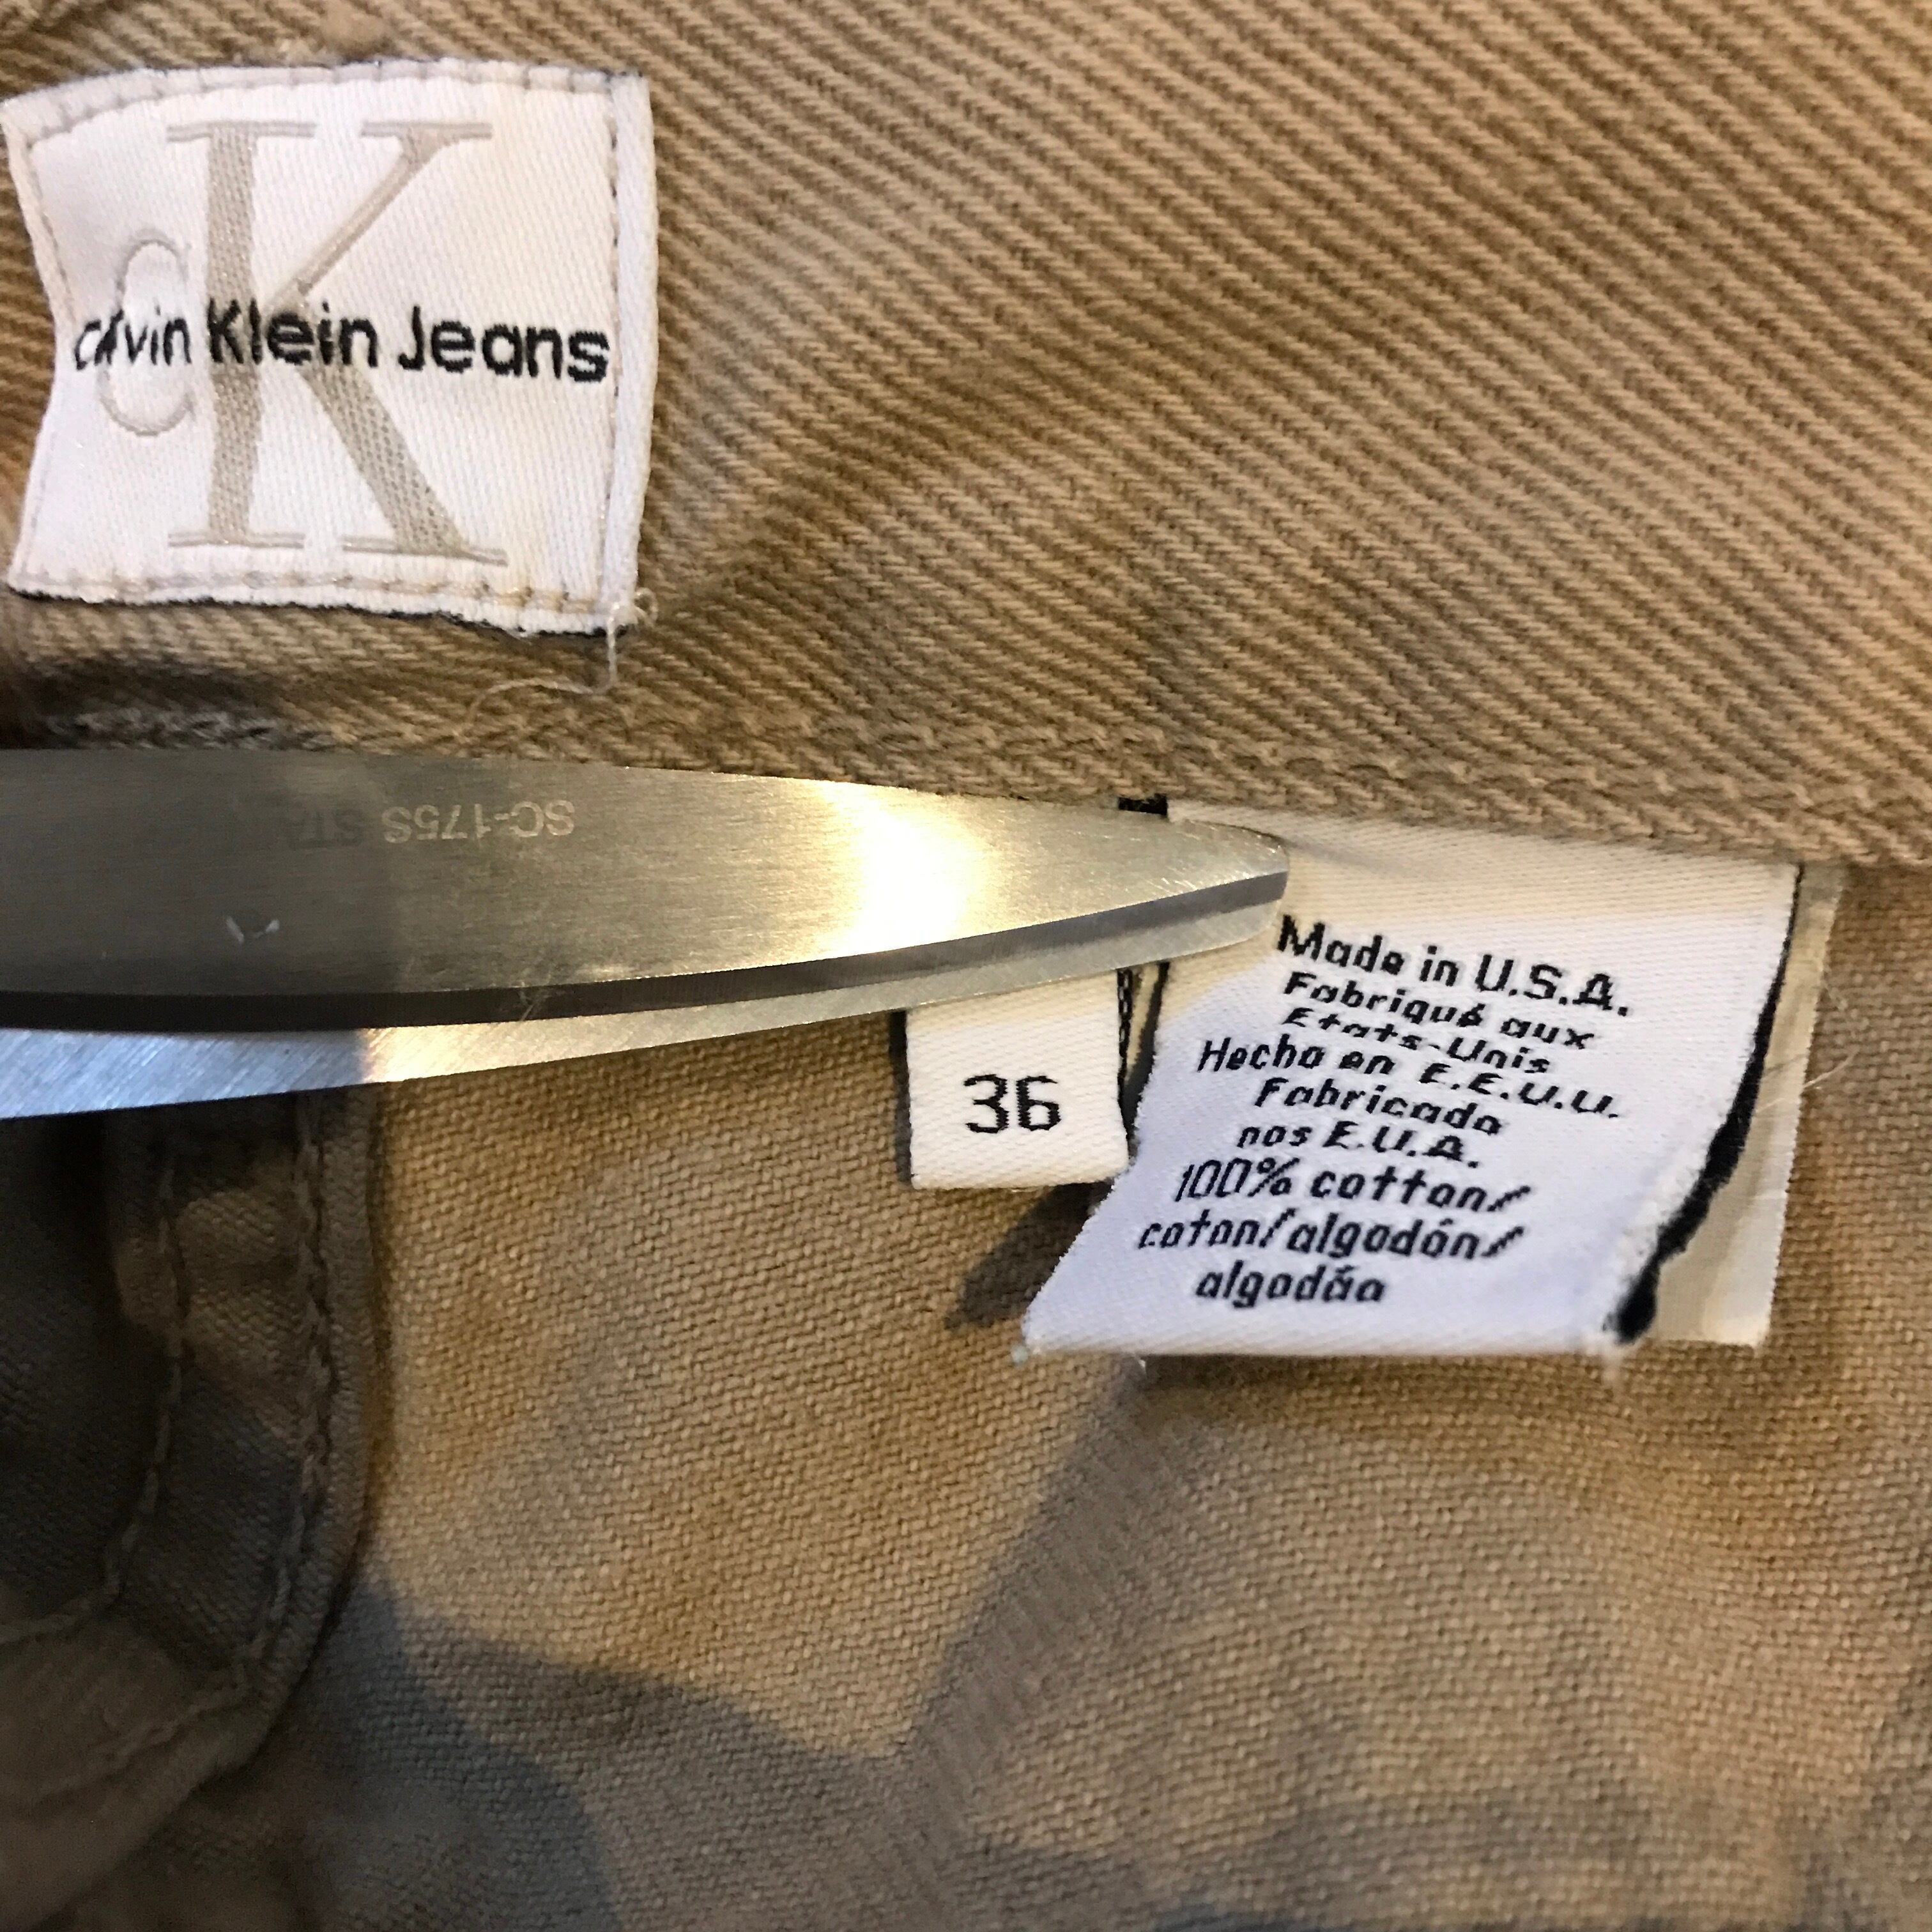 cK
Calvin Klein Jeans
SC-175S STA
36
Made in U.S.A.
Fabriqué aux
Etats-Unis
Hecho en E.E.U.U.
Fabricado
nos E.U.A.
100% cotton/
coton/algodón/
algodão